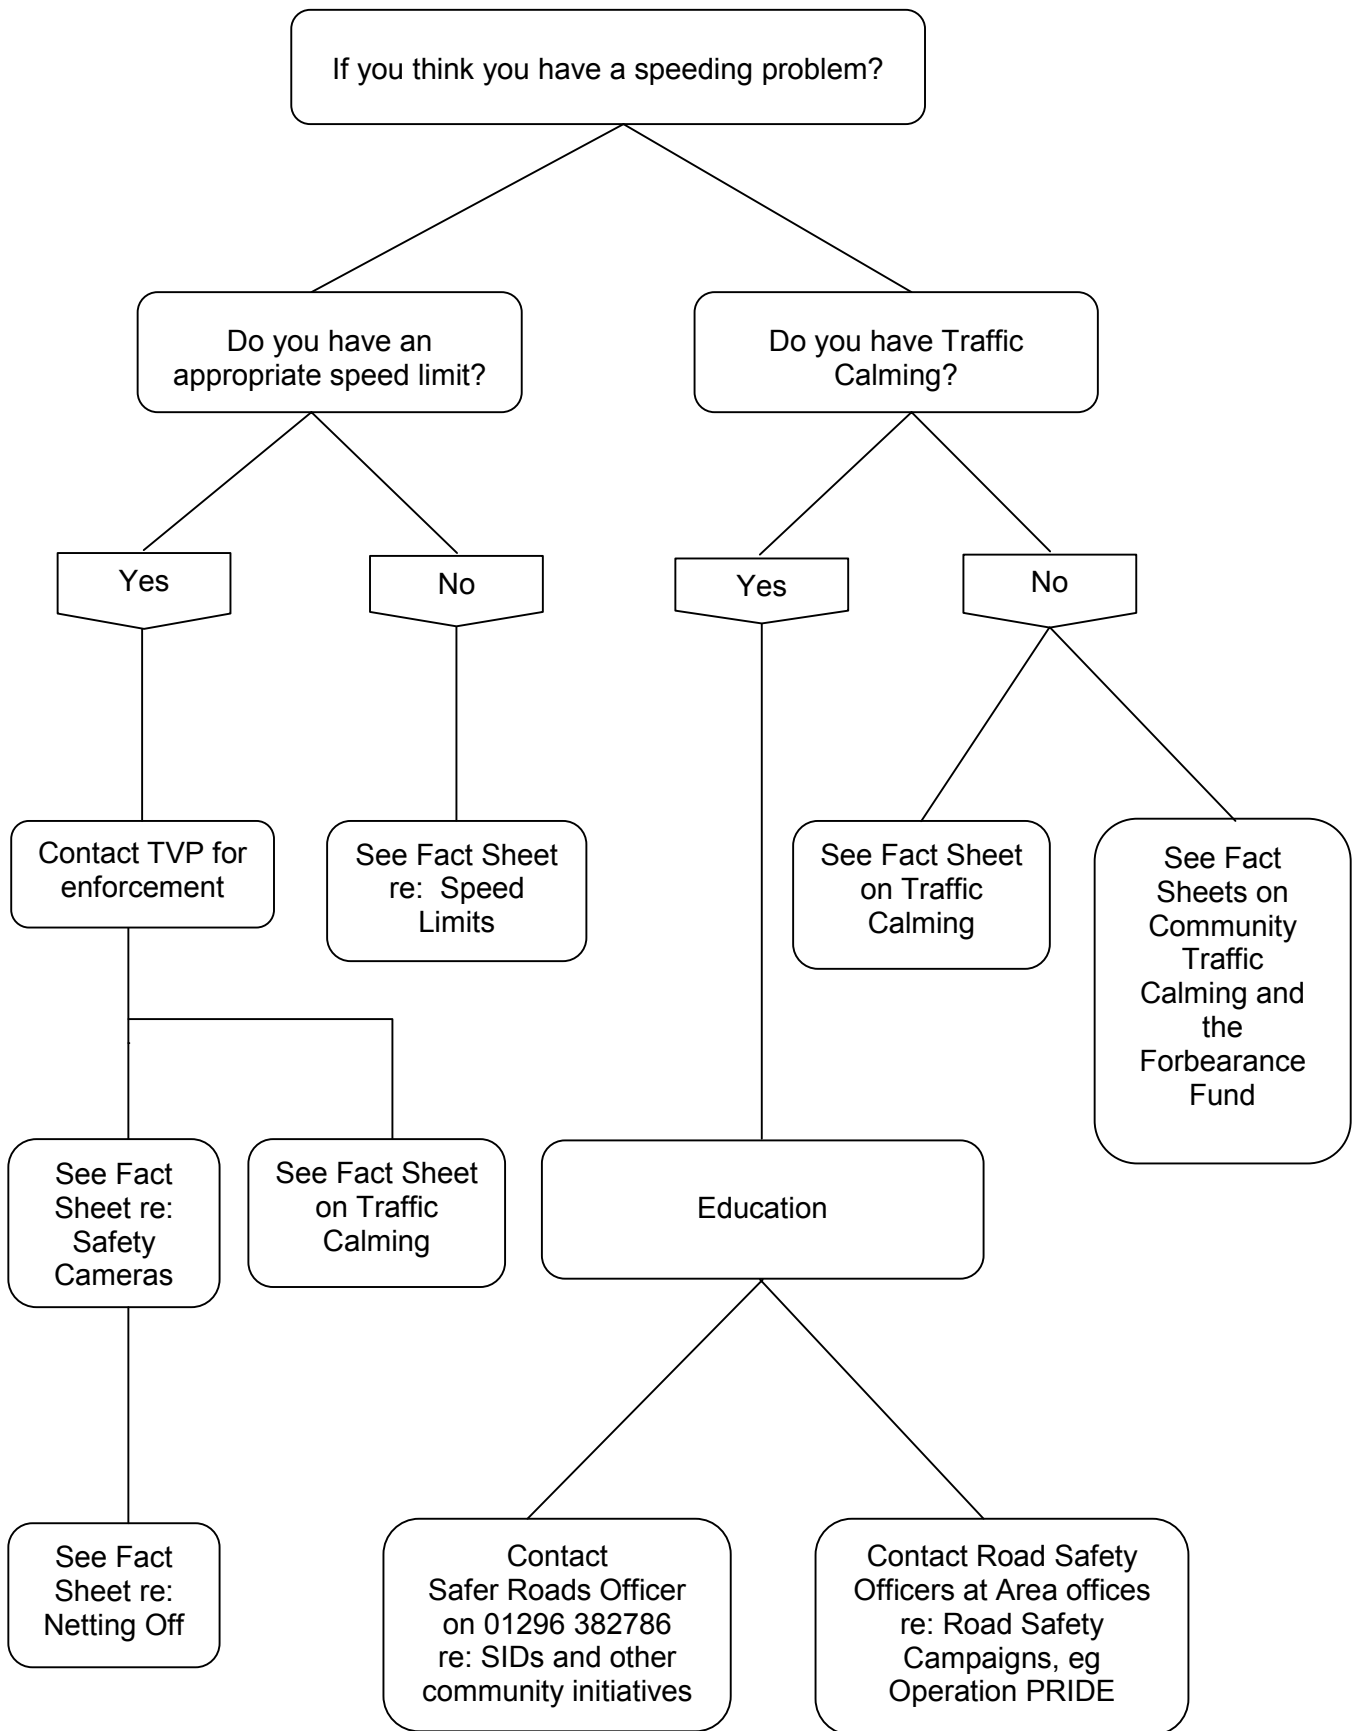 If you think you have a speeding problem?
Do you have an
appropriate speed limit?
Do you have Traffic
Calming?
Yes
No
Yes
No
Contact TVP for
enforcement
See Fact Sheet
re:  Speed
Limits
See Fact Sheet
on Traffic
Calming
See Fact
Sheets on
Community
Traffic
Calming and
the
Forbearance
Fund
See Fact
Sheet re:
Safety
Cameras
See Fact Sheet
on Traffic
Calming
Education
See Fact
Sheet re:
Netting Off
Contact
Safer Roads Officer
on 01296 382786
re: SIDs and other
community initiatives
Contact Road Safety
Officers at Area offices
re: Road Safety
Campaigns, eg
Operation PRIDE